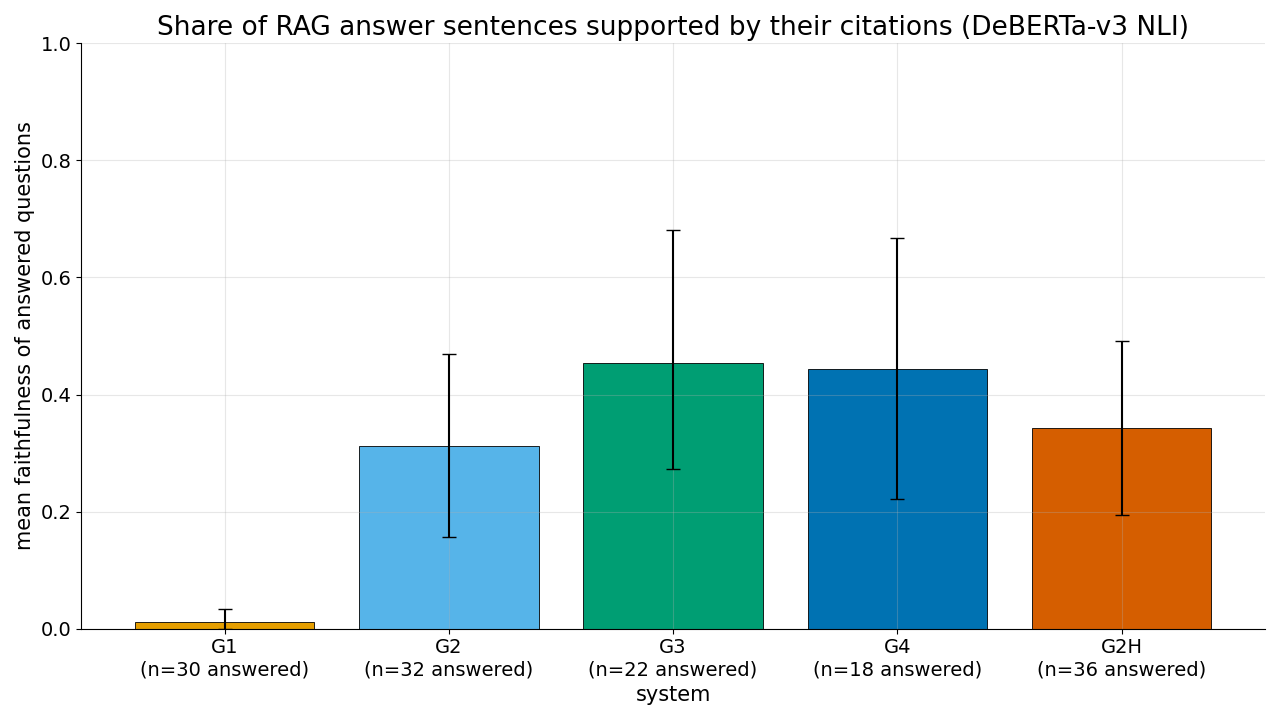 Share of RAG answer sentences supported by their citations (DeBERTa-v3 NLI)
mean faithfulness of answered questions
1.0
0.8
0.6
0.4
0.2
0.0
G1 G2 G3 G4 G2H
(n=30 answered) (n=32 answered) (n=22 answered) (n=18 answered) (n=36 answered)
system